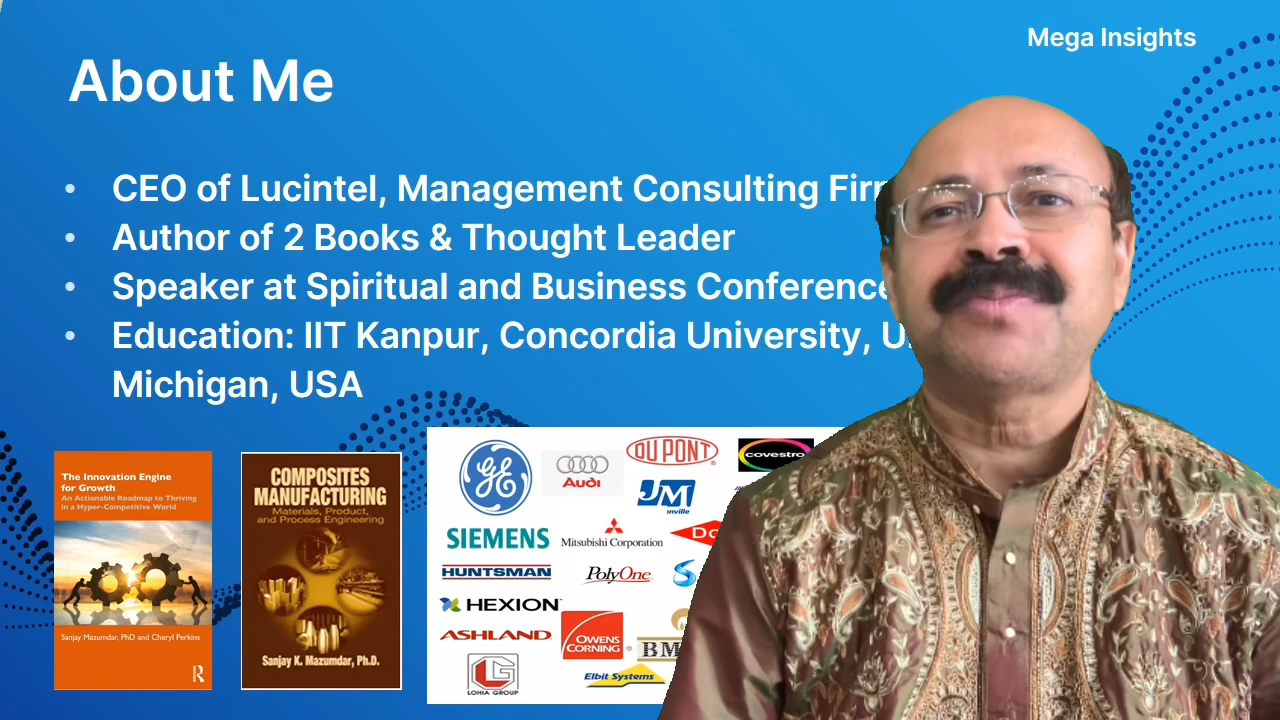 Mega Insights
About Me
• CEO of Lucintel, Management Consulting
• Author of 2 Books & Thought Leader
• Speaker at Spiritual and Business
• Education: IIT Kanpur, Concordia University,
Michigan, USA
The Innovation Engine
for Growth
An Actionable Roadmap to Thriving
in a Hyper-Competitive World
Sanjay Mazumdar, PhD and Cheryl Perkins
R
COMPOSITES
MANUFACTURING
Materials, Product,
and Process Engineering
Sanjay K. Mazumdar, Ph.D.
GE
Audi
DU PONT
covestro
JM
SIEMENS
Mitsubishi Corporation
HUNTSMAN
PolyOne
HEXION
ASHLAND
OWENS
CORNING
LOHIA GROUP
Elbit Systems